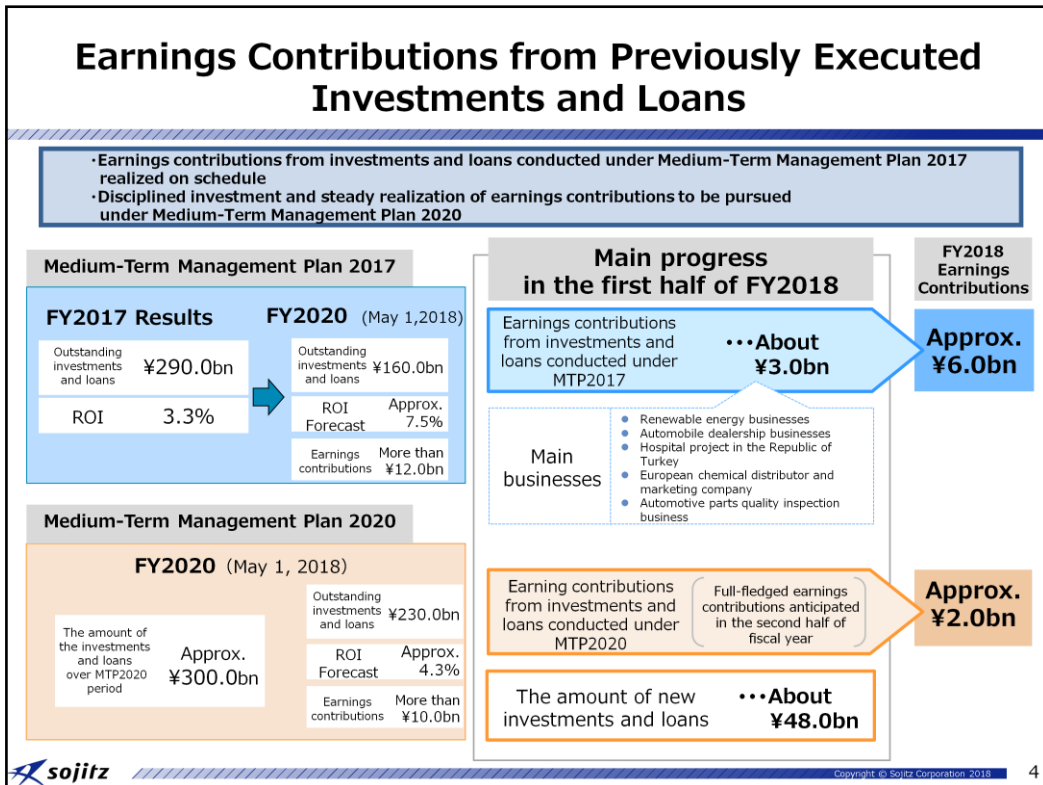 Earnings Contributions from Previously Executed
Investments and Loans
・Earnings contributions from investments and loans conducted under Medium-Term Management Plan 2017
realized on schedule
・Disciplined investment and steady realization of earnings contributions to be pursued
under Medium-Term Management Plan 2020
Medium-Term Management Plan 2017
FY2017 Results
Outstanding
investments
and loans
¥290.0bn
ROI
3.3%
FY2020 (May 1,2018)
Outstanding
investments
and loans
¥160.0bn
ROI
Forecast
Approx.
7.5%
Earnings
contributions
More than
¥12.0bn
Medium-Term Management Plan 2020
FY2020（May 1, 2018）
The amount of
the investments
and loans
over MTP2020
period
Approx.
¥300.0bn
Outstanding
investments
and loans
¥230.0bn
ROI
Forecast
Approx.
4.3%
Earnings
contributions
More than
¥10.0bn
Main progress
in the first half of FY2018
Earnings contributions
from investments and
loans conducted under
MTP2017
･･･About
¥3.0bn
Main
businesses
● Renewable energy businesses
● Automobile dealership businesses
● Hospital project in the Republic of
Turkey
● European chemical distributor and
marketing company
● Automotive parts quality inspection
business
Earning contributions
from investments and
loans conducted under
MTP2020
Full-fledged earnings
contributions anticipated
in the second half of
fiscal year
The amount of new
investments and loans
･･･About
¥48.0bn
FY2018
Earnings
Contributions
Approx.
¥6.0bn
Approx.
¥2.0bn
sojitz
Copyright © Sojitz Corporation 2018
4